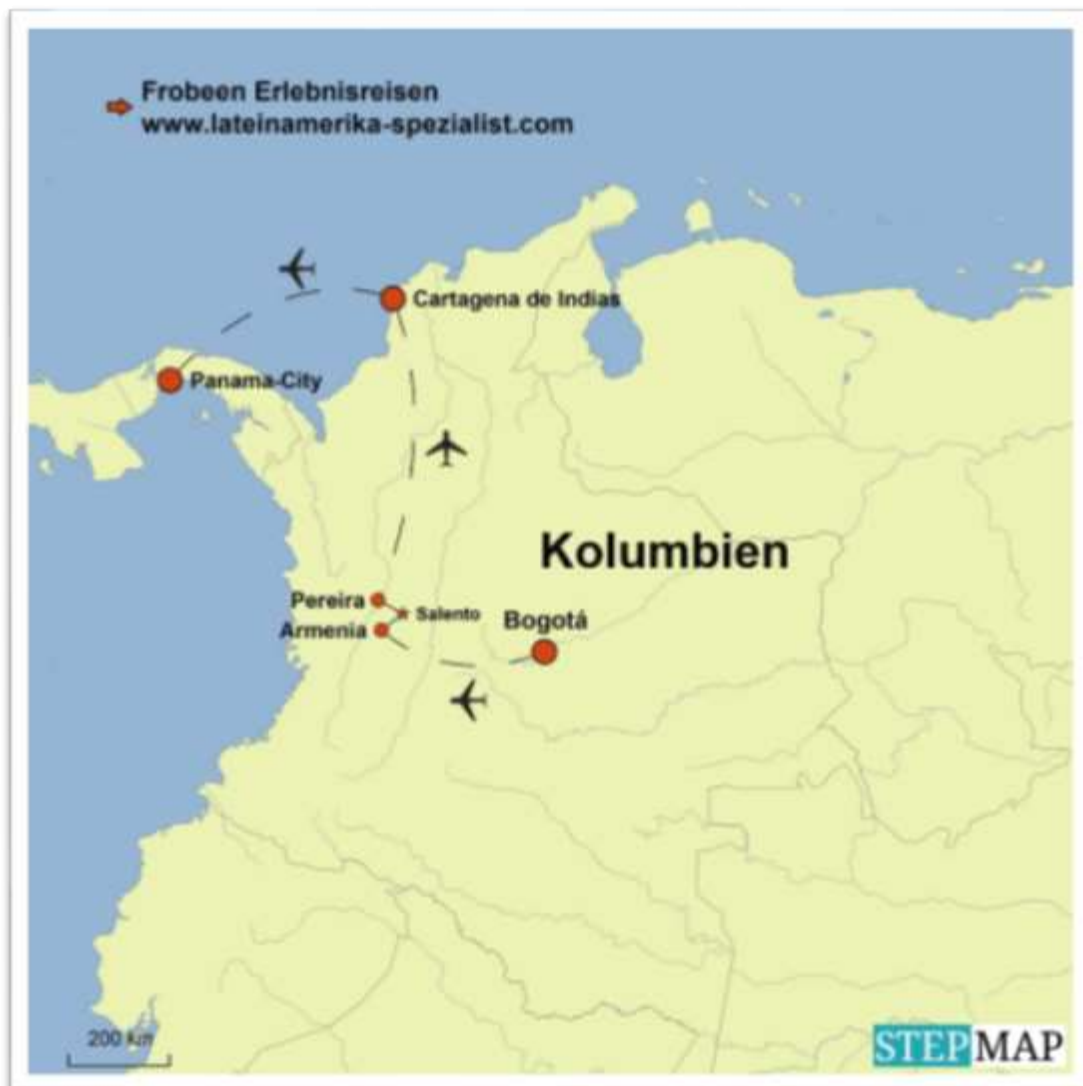 Frobeen Erlebnisreisen
www.lateinamerika-spezialist.com
Cartagena de Indias
Panama-City
Kolumbien
Pereira
Salento
Bogotá
Armenia
200 km
STEPMAP